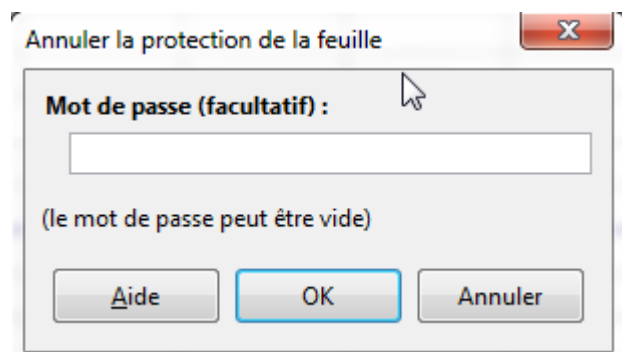 Annuler la protection de la feuille
Mot de passe (facultatif) :
(le mot de passe peut être vide)
Aide OK Annuler